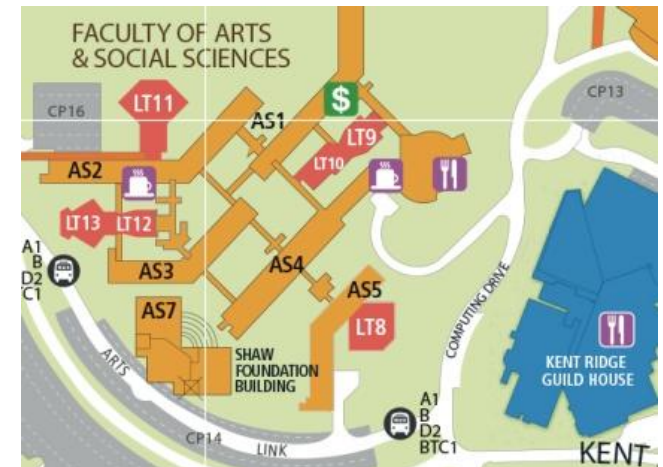 FACULTY OF ARTS
& SOCIAL SCIENCES
CP16
LT11
$
CP13
AS1
LT9
LT10
AS2
LT13
LT12
A1
B
D2
TC1
AS3
AS4
AS5
AS7
LT8
COMPUTING DRIVE
SHAW
FOUNDATION
BUILDING
KENT RIDGE
GUILD HOUSE
ARTS
LINK
CP14
A1
B
D2
BTC1
KENT